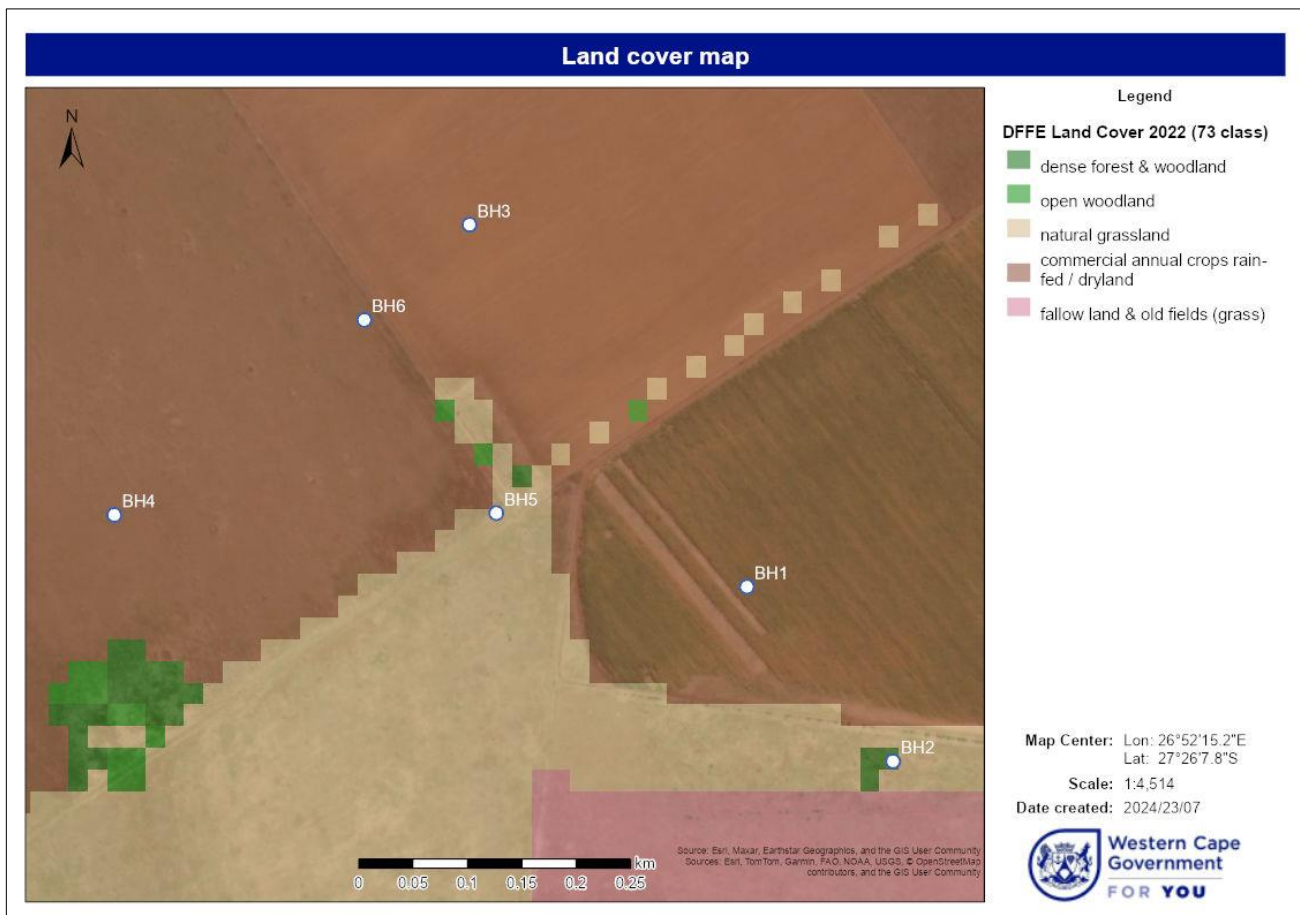 Land cover map
N
BH3
BH6
BH4
BH5
BH1
BH2
km
0 0.05 0.1 0.15 0.2 0.25
Source: Esri, Maxar, Earthstar Geographics, and the GIS User Community
Sources: Esri, TomTom, Garmin, FAO, NOAA, USGS, © OpenStreetMap
contributors, and the GIS User Community
Legend
DFFE Land Cover 2022 (73 class)
dense forest & woodland
open woodland
natural grassland
commercial annual crops rain-
fed / dryland
fallow land & old fields (grass)
Map Center: Lon: 26°52'15.2"E
Lat: 27°26'7.8"S
Scale: 1:4,514
Date created: 2024/23/07
Western Cape
Government
FOR YOU